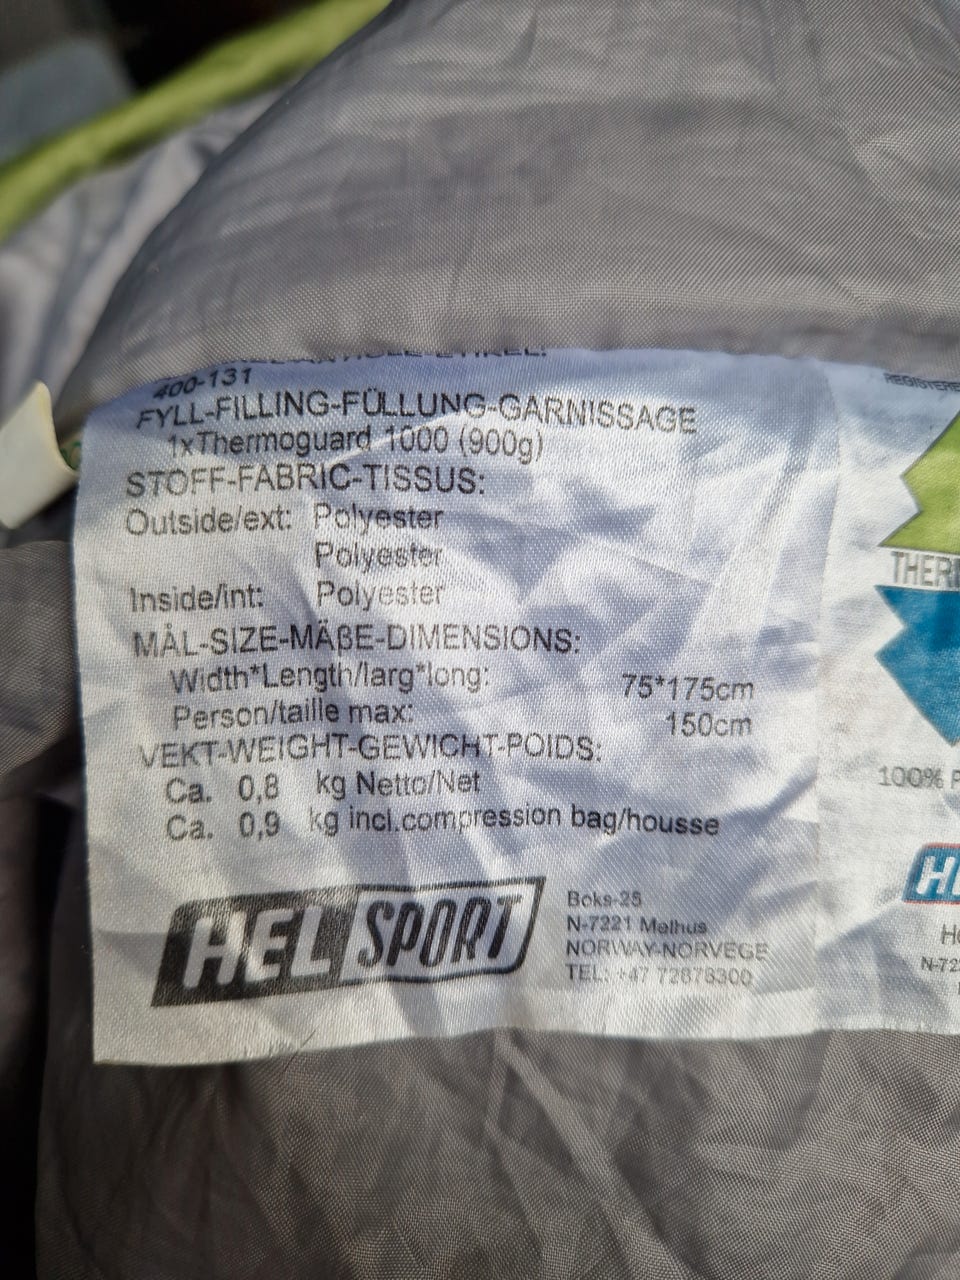 400-131
FYLL-FILLING-FÜLLUNG-GARNISSAGE
1xThermoguard 1000 (900g)
STOFF-FABRIC-TISSUS:
Outside/ext: Polyester
Polyester
Inside/int: Polyester
MÅL-SIZE-MÄßE-DIMENSIONS:
Width*Length/larg*long: 75*175cm
Person/taille max: 150cm
VEKT-WEIGHT-GEWICHT-POIDS:
Ca. 0,8 kg Netto/Net
Ca. 0,9 kg incl.compression bag/housse
HELSPORT
Boks-25
N-7221 Melhus
NORWAY-NORVEGE
TEL: +47 72878300
THER
100% P
H
N-72